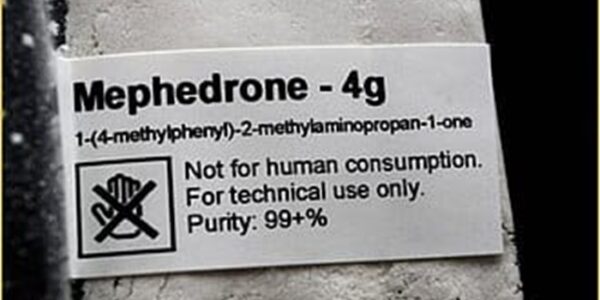 Mephedrone - 4g
1-(4-methylphenyl)-2-methylaminopropan-1-one
Not for human consumption.
For technical use only.
Purity: 99+%